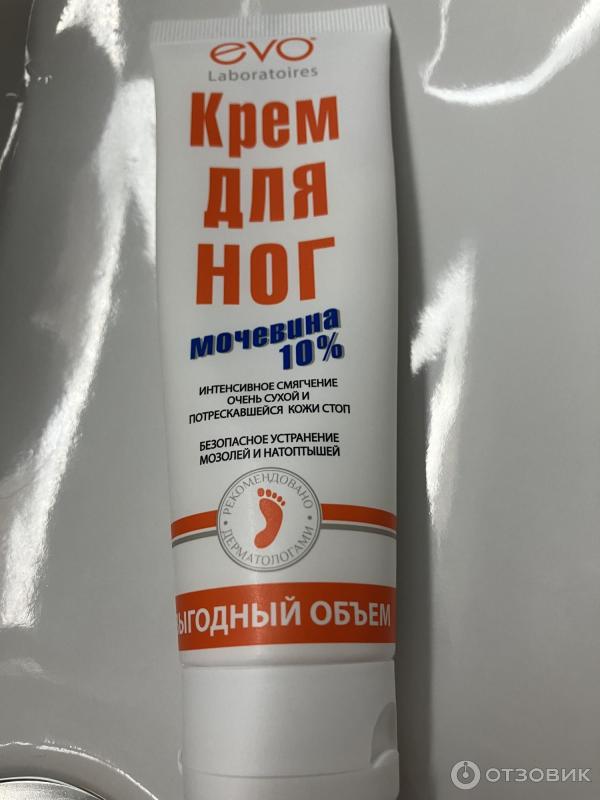 evo
Laboratoires
Крем
для
ног
мочевина
10%
ИНТЕНСИВНОЕ СМЯГЧЕНИЕ
ОЧЕНЬ СУХОЙ И
ПОТРЕСКАВШЕЙСЯ КОЖИ СТОП
БЕЗОПАСНОЕ УСТРАНЕНИЕ
МОЗОЛЕЙ И НАТОПТЫШЕЙ
• РЕКОМЕНДОВАНО •
ДЕРМАТОЛОГАМИ
ВЫГОДНЫЙ ОБЪЕМ
ОТЗОВИК